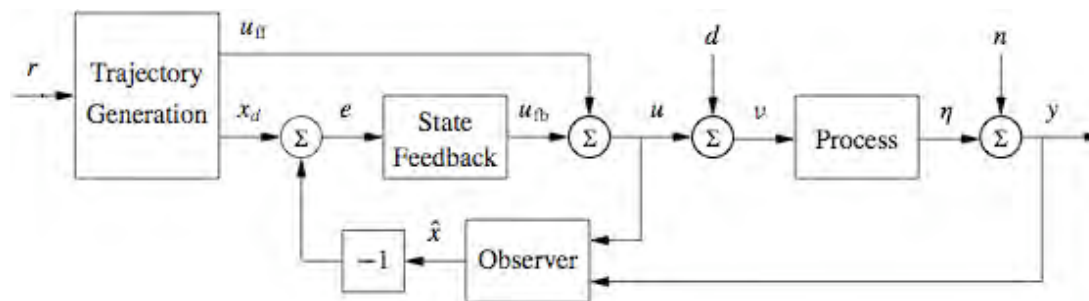 r
Trajectory
Generation
u_ff
x_d
Σ
e
State
Feedback
u_fb
Σ
u
d
Σ
ν
Process
η
n
Σ
y
−1
x̂
Observer